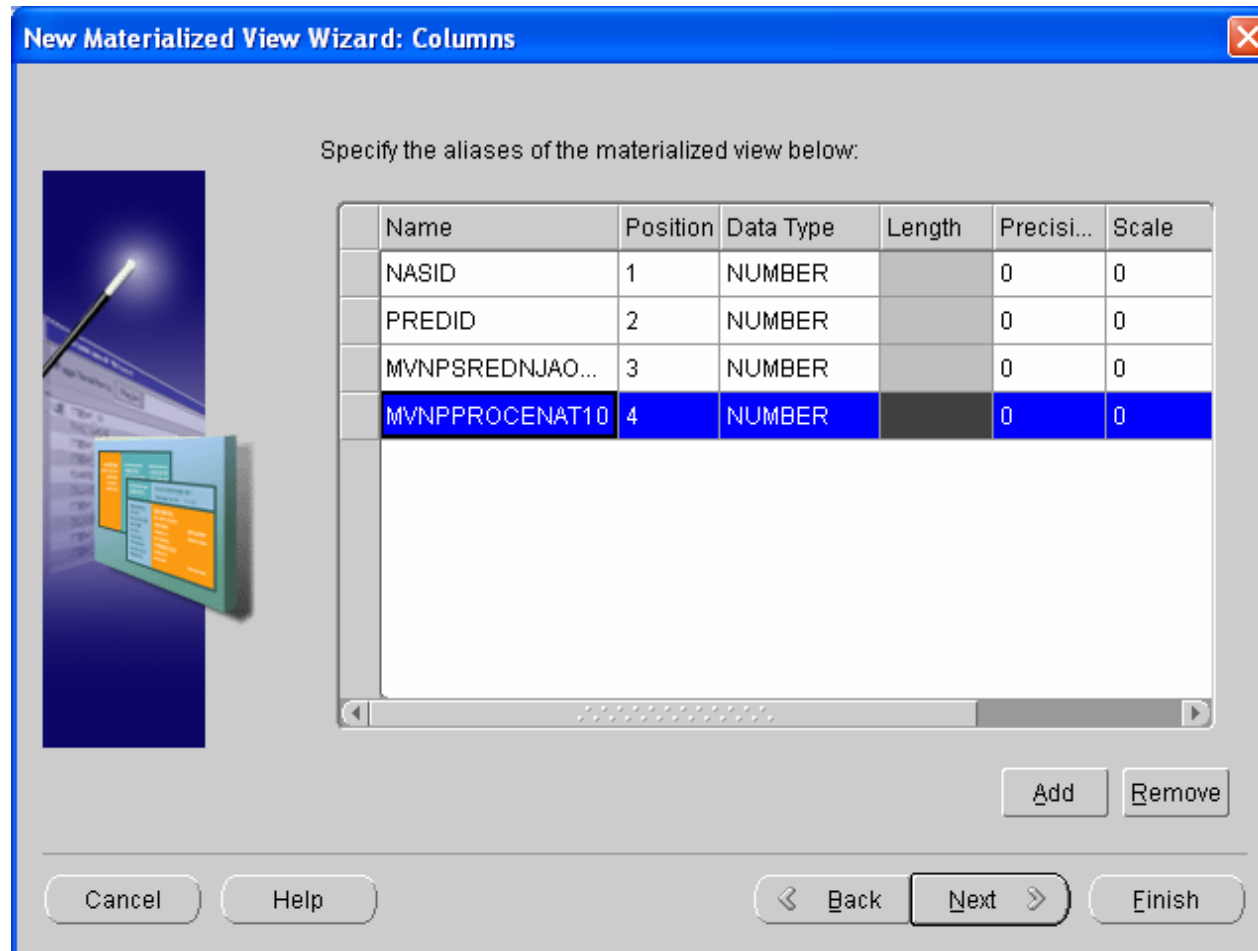 New Materialized View Wizard: Columns
Specify the aliases of the materialized view below:
Name Position Data Type Length Precisi... Scale
NASID 1 NUMBER 0 0
PREDID 2 NUMBER 0 0
MVNPSREDNJAO... 3 NUMBER 0 0
MVNPPROCENAT10 4 NUMBER 0 0
Add Remove
Cancel Help Back Next Finish